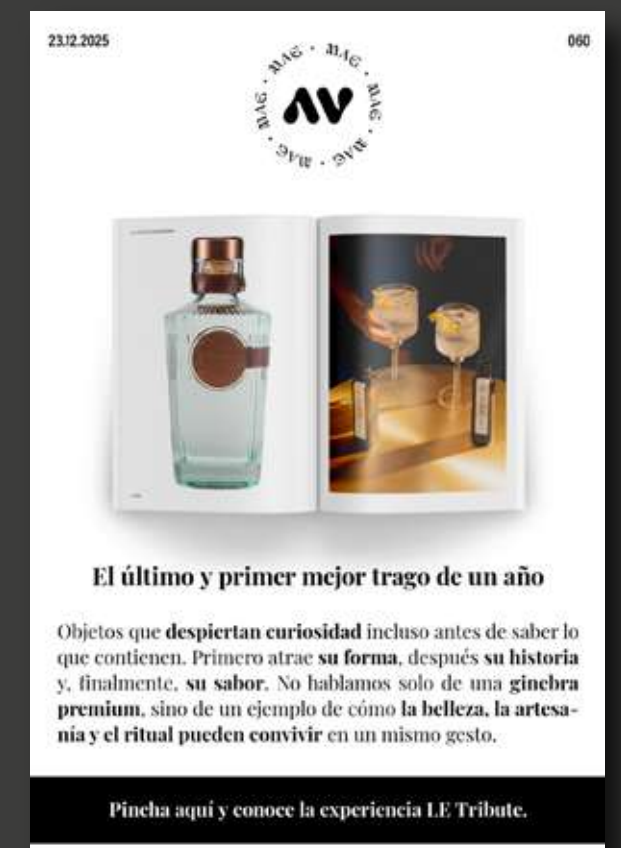 23.12.2025
060
MAG · MAG · MAG · MAG · MAG · MAG · MAG ·
AV
El último y primer mejor trago de un año
Objetos que despiertan curiosidad incluso antes de saber lo
que contienen. Primero atrae su forma, después su historia
y, finalmente, su sabor. No hablamos solo de una ginebra
premium, sino de un ejemplo de cómo la belleza, la artesa-
nía y el ritual pueden convivir en un mismo gesto.
Pincha aquí y conoce la experiencia LE Tribute.